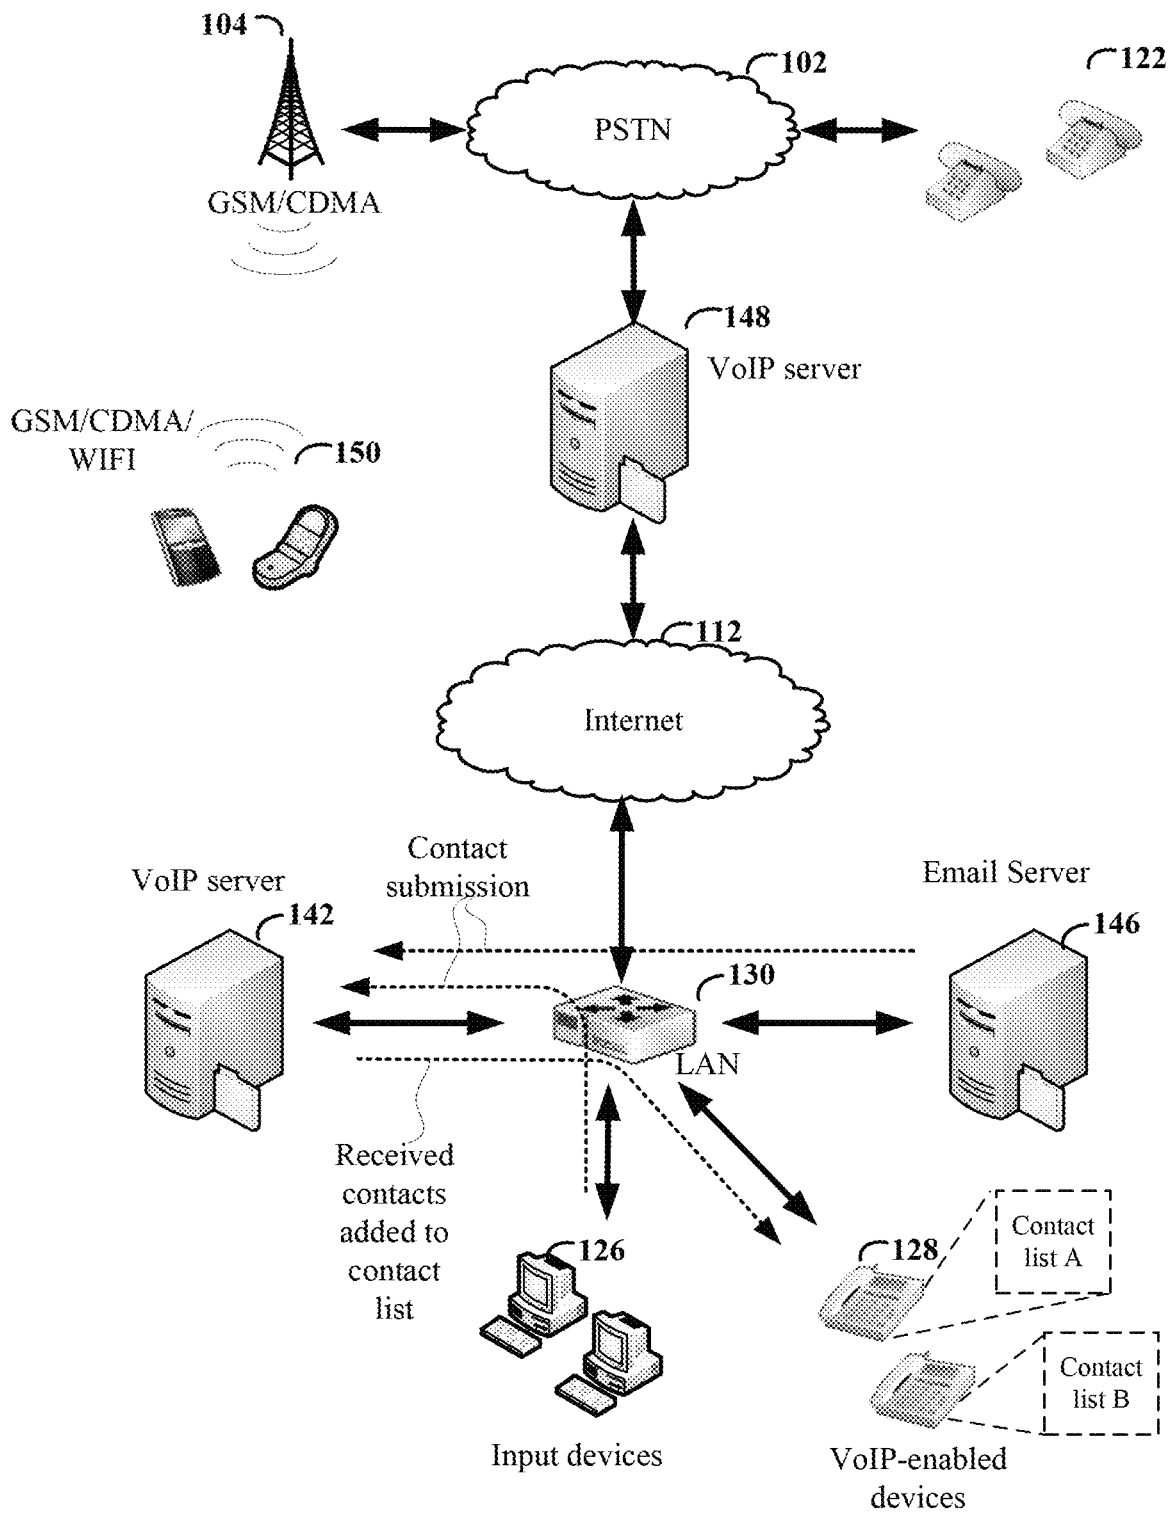 104
102
122
PSTN
GSM/CDMA
148
VoIP server
GSM/CDMA/
WIFI
150
112
Internet
Contact
submission
VoIP server
142
Email Server
146
130
LAN
Received
contacts
added to
contact
list
126
128
Contact
list A
Contact
list B
Input devices
VoIP-enabled
devices